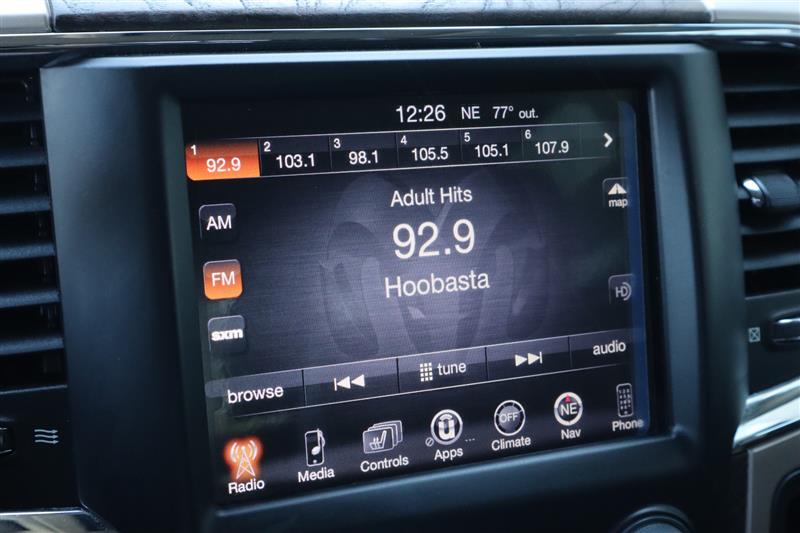 12:26 NE 77° out.
1 92.9 2 103.1 3 98.1 4 105.5 5 105.1 6 107.9
Adult Hits
map
AM
92.9
FM
Hoobasta
HD
sxm
browse tune audio
OFF NE
Radio Media Controls Apps Climate Nav Phone